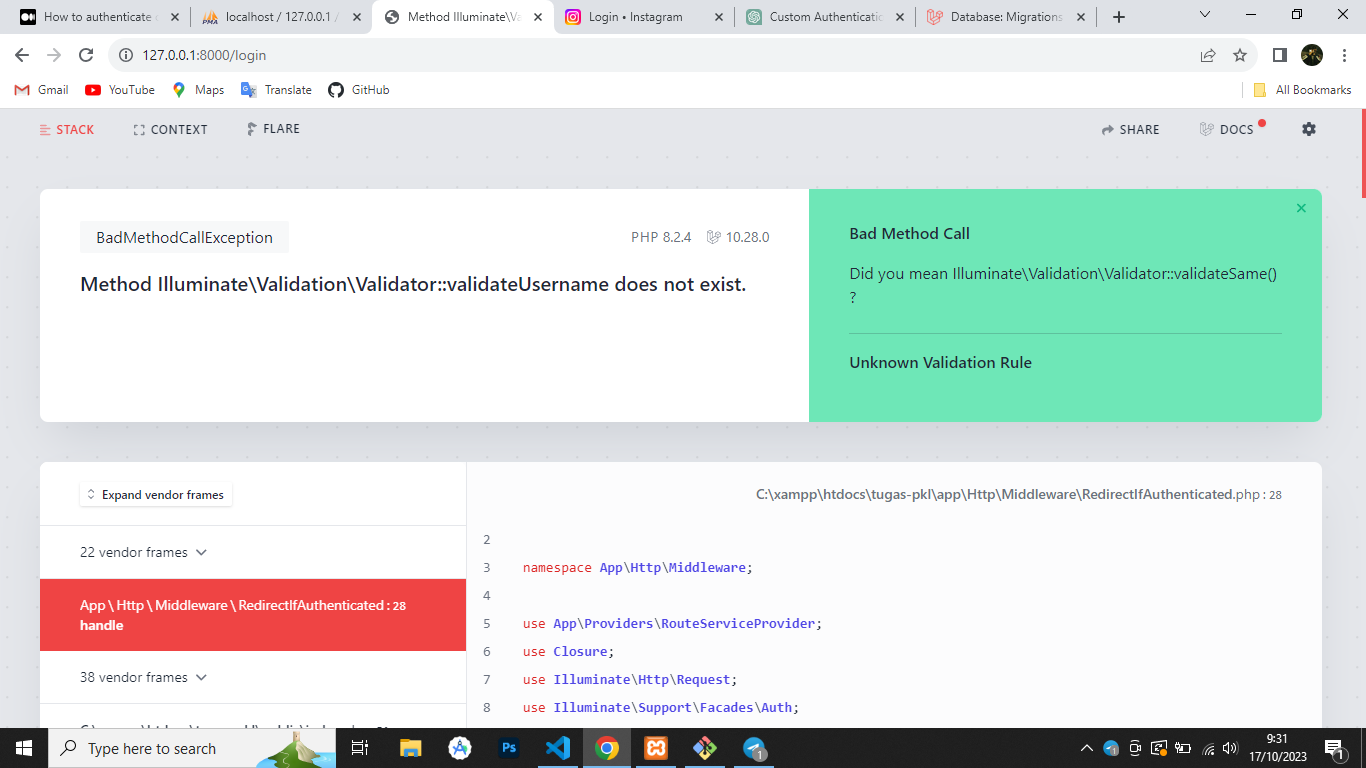 How to authenticate
localhost / 127.0.0.1 /
Method Illuminate\Va
Login • Instagram
Custom Authenticatio
Database: Migrations
127.0.0.1:8000/login
Gmail
YouTube
Maps
Translate
GitHub
All Bookmarks
STACK
CONTEXT
FLARE
SHARE
DOCS
BadMethodCallException
PHP 8.2.4
10.28.0
Method Illuminate\Validation\Validator::validateUsername does not exist.
Bad Method Call
Did you mean Illuminate\Validation\Validator::validateSame()
?
Unknown Validation Rule
Expand vendor frames
22 vendor frames
App \ Http \ Middleware \ RedirectIfAuthenticated : 28
handle
38 vendor frames
C:\xampp\htdocs\tugas-pkl\app\Http\Middleware\RedirectIfAuthenticated.php : 28
2
3 namespace App\Http\Middleware;
4
5 use App\Providers\RouteServiceProvider;
6 use Closure;
7 use Illuminate\Http\Request;
8 use Illuminate\Support\Facades\Auth;
Type here to search
Ps
1
1
9:31
17/10/2023
1